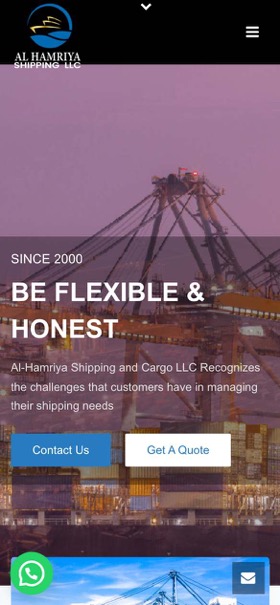 AL HAMRIYA
SHIPPING LLC
SINCE 2000
BE FLEXIBLE &
HONEST
Al-Hamriya Shipping and Cargo LLC Recognizes
the challenges that customers have in managing
their shipping needs
Contact Us
Get A Quote